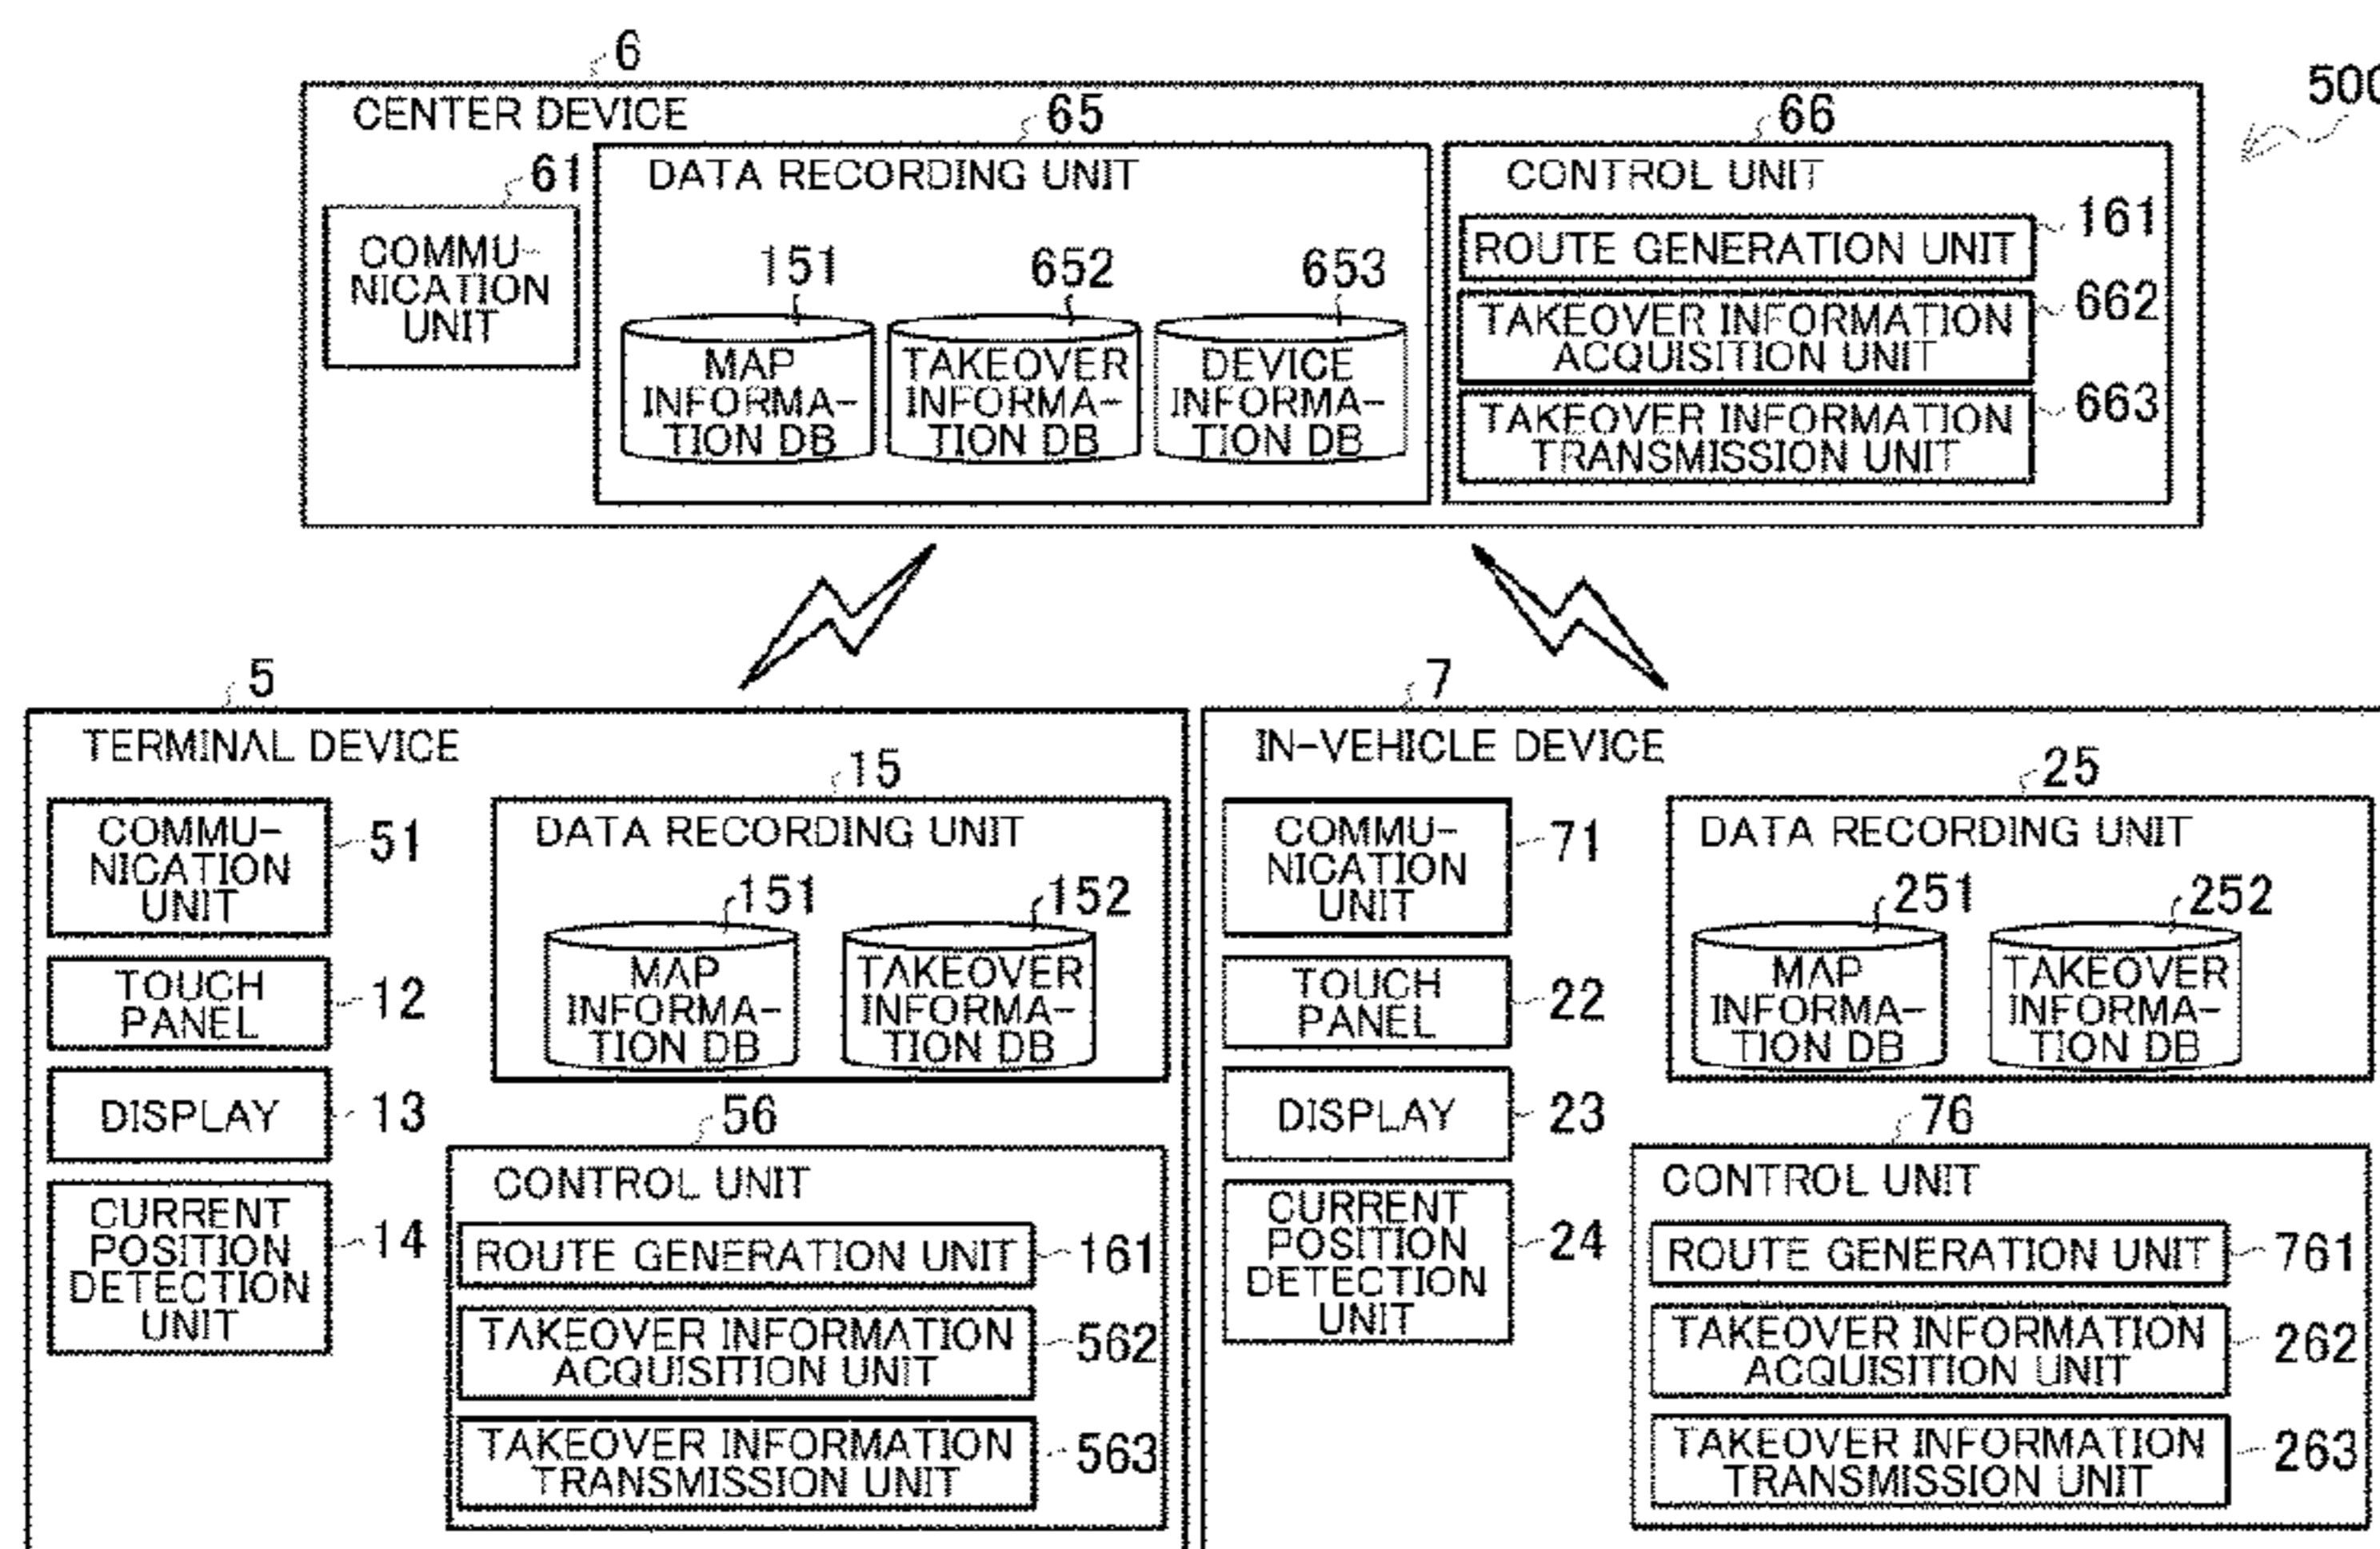 6
500
CENTER DEVICE
65
66
61
DATA RECORDING UNIT
CONTROL UNIT
COMMU-
NICATION
UNIT
151
652
653
MAP
INFORMA-
TION DB
TAKEOVER
INFORMA-
TION DB
DEVICE
INFORMA-
TION DB
ROUTE GENERATION UNIT
161
TAKEOVER INFORMATION
ACQUISITION UNIT
662
TAKEOVER INFORMATION
TRANSMISSION UNIT
663
5
TERMINAL DEVICE
COMMU-
NICATION
UNIT
51
TOUCH
PANEL
12
DISPLAY
13
CURRENT
POSITION
DETECTION
UNIT
14
15
DATA RECORDING UNIT
151
152
MAP
INFORMA-
TION DB
TAKEOVER
INFORMA-
TION DB
56
CONTROL UNIT
ROUTE GENERATION UNIT
161
TAKEOVER INFORMATION
ACQUISITION UNIT
562
TAKEOVER INFORMATION
TRANSMISSION UNIT
563
7
IN-VEHICLE DEVICE
COMMU-
NICATION
UNIT
71
TOUCH
PANEL
22
DISPLAY
23
CURRENT
POSITION
DETECTION
UNIT
24
25
DATA RECORDING UNIT
251
252
MAP
INFORMA-
TION DB
TAKEOVER
INFORMA-
TION DB
76
CONTROL UNIT
ROUTE GENERATION UNIT
761
TAKEOVER INFORMATION
ACQUISITION UNIT
262
TAKEOVER INFORMATION
TRANSMISSION UNIT
263